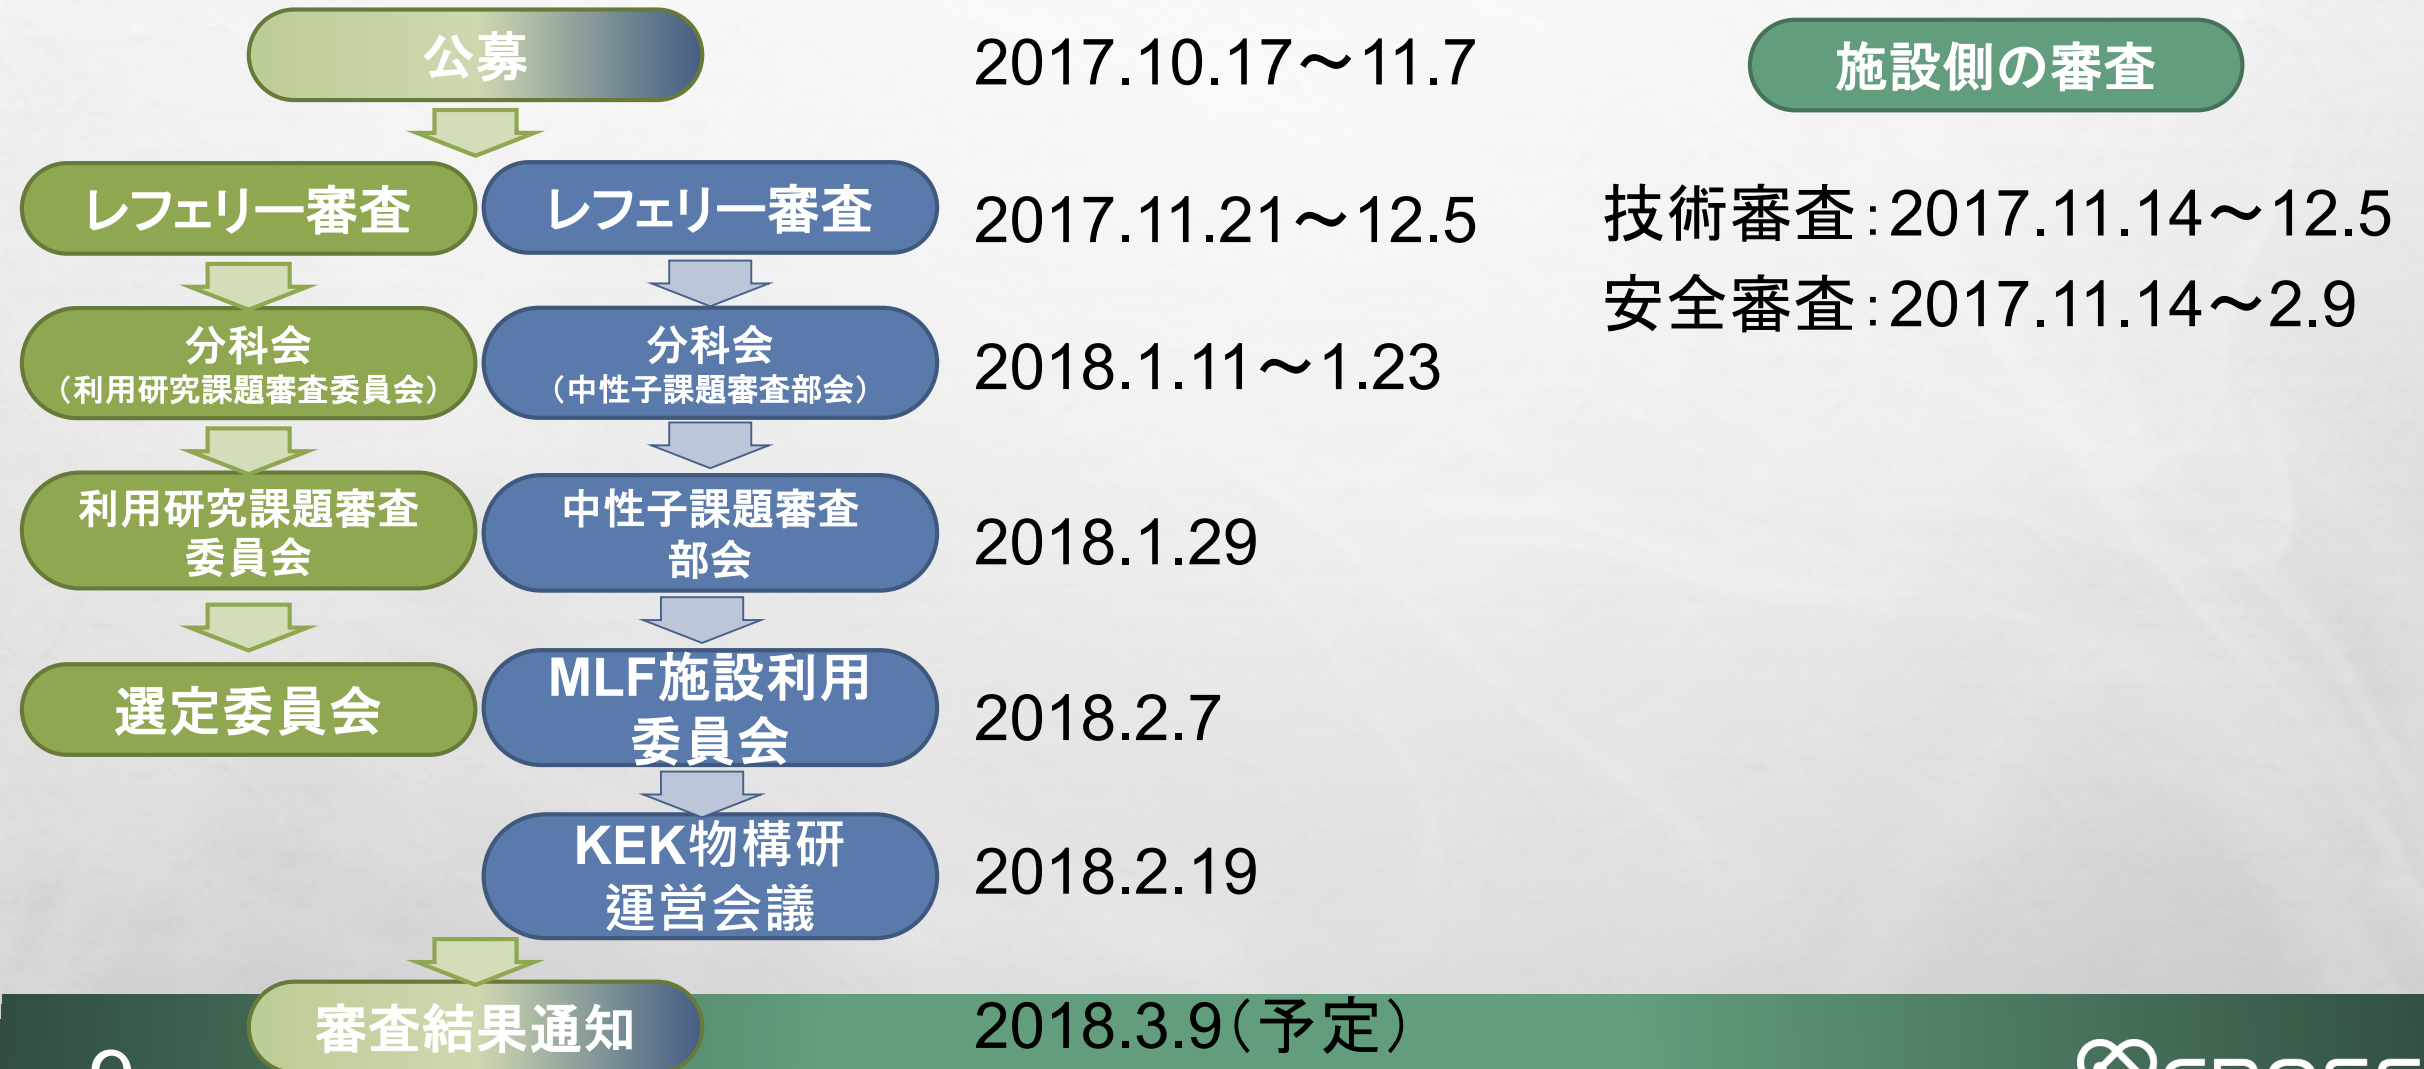 公募
2017.10.17～11.7
施設側の審査
レフェリー審査
レフェリー審査
2017.11.21～12.5
技術審査：2017.11.14～12.5
安全審査：2017.11.14～2.9
分科会
（利用研究課題審査委員会）
分科会
（中性子課題審査部会）
2018.1.11～1.23
利用研究課題審査
委員会
中性子課題審査
部会
2018.1.29
選定委員会
MLF施設利用
委員会
2018.2.7
KEK物構研
運営会議
2018.2.19
審査結果通知
2018.3.9（予定）